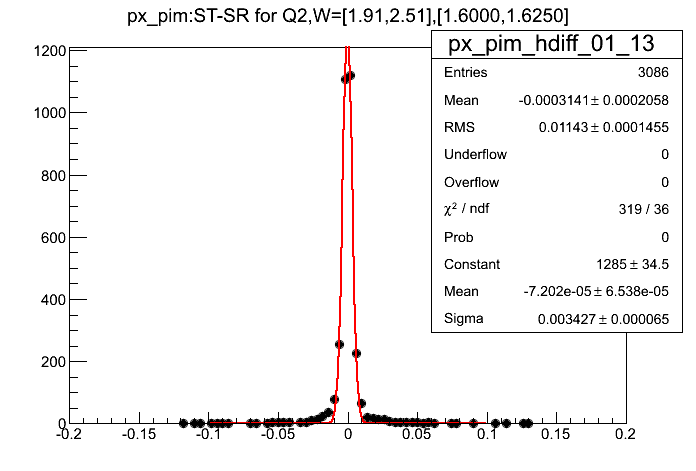 px_pim:ST-SR for Q2,W=[1.91,2.51],[1.6000,1.6250]
px_pim_hdiff_01_13
Entries 3086
Mean -0.0003141 ± 0.0002058
RMS 0.01143 ± 0.0001455
Underflow 0
Overflow 0
χ² / ndf 319 / 36
Prob 0
Constant 1285 ± 34.5
Mean -7.202e-05 ± 6.538e-05
Sigma 0.003427 ± 0.000065
1200
1000
800
600
400
200
0
-0.2 -0.15 -0.1 -0.05 0 0.05 0.1 0.15 0.2